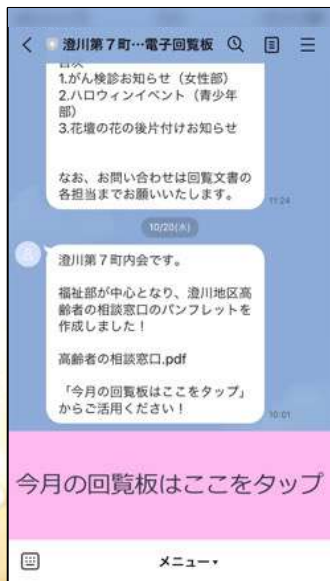 澄川第７町…電子回覧板
目次
1.がん検診お知らせ（女性部）
2.ハロウィンイベント（青少年
部）
3.花壇の花の後片付けお知らせ
なお、お問い合わせは回覧文書の
各担当までお願いいたします。
11:24
10/20(水)
澄川第７町内会です。
福祉部が中心となり、澄川地区高
齢者の相談窓口のパンフレットを
作成しました！
高齢者の相談窓口.pdf
「今月の回覧板はここをタップ」
からご活用ください！
10:01
今月の回覧板はここをタップ
メニュー▾